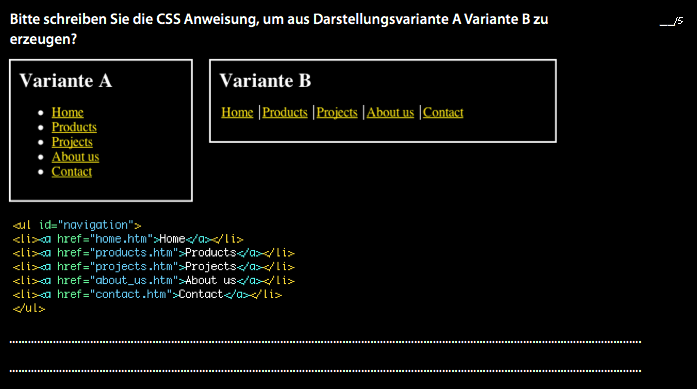 Bitte schreiben Sie die CSS Anweisung, um aus Darstellungsvariante A Variante B zu
erzeugen?
__/5
Variante A
• Home
• Products
• Projects
• About us
• Contact
Variante B
Home |Products |Projects |About us |Contact
<ul id="navigation">
<li><a href="home.htm">Home</a></li>
<li><a href="products.htm">Products</a></li>
<li><a href="projects.htm">Projects</a></li>
<li><a href="about_us.htm">About us</a></li>
<li><a href="contact.htm">Contact</a></li>
</ul>